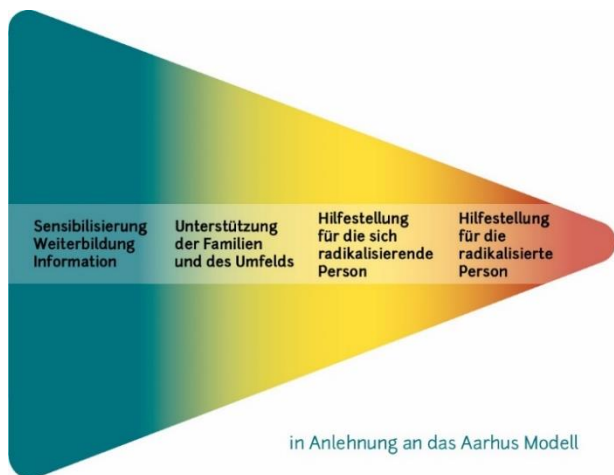 Sensibilisierung
Weiterbildung
Information
Unterstützung
der Familien
und des Umfelds
Hilfestellung
für die sich
radikalisierende
Person
Hilfestellung
für die
radikalisierte
Person
in Anlehnung an das Aarhus Modell